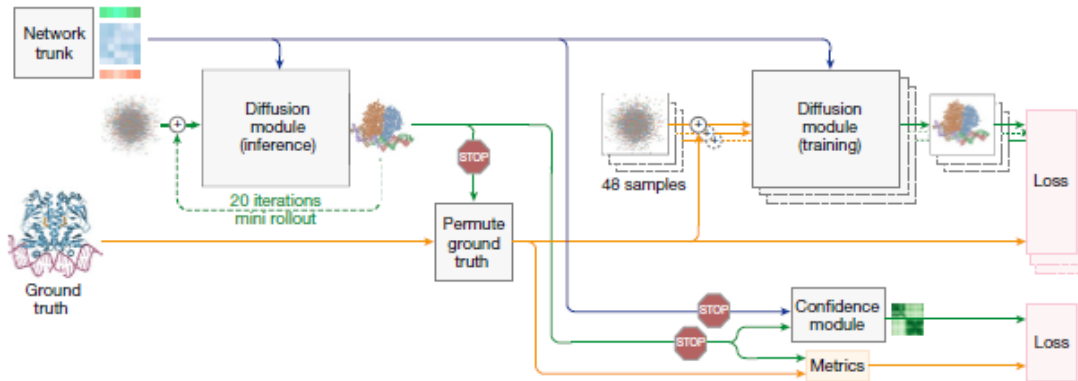 Network
trunk
Diffusion
module
(inference)
STOP
20 iterations
mini rollout
Ground
truth
Permute
ground
truth
48 samples
Diffusion
module
(training)
Loss
STOP
STOP
Confidence
module
Metrics
Loss